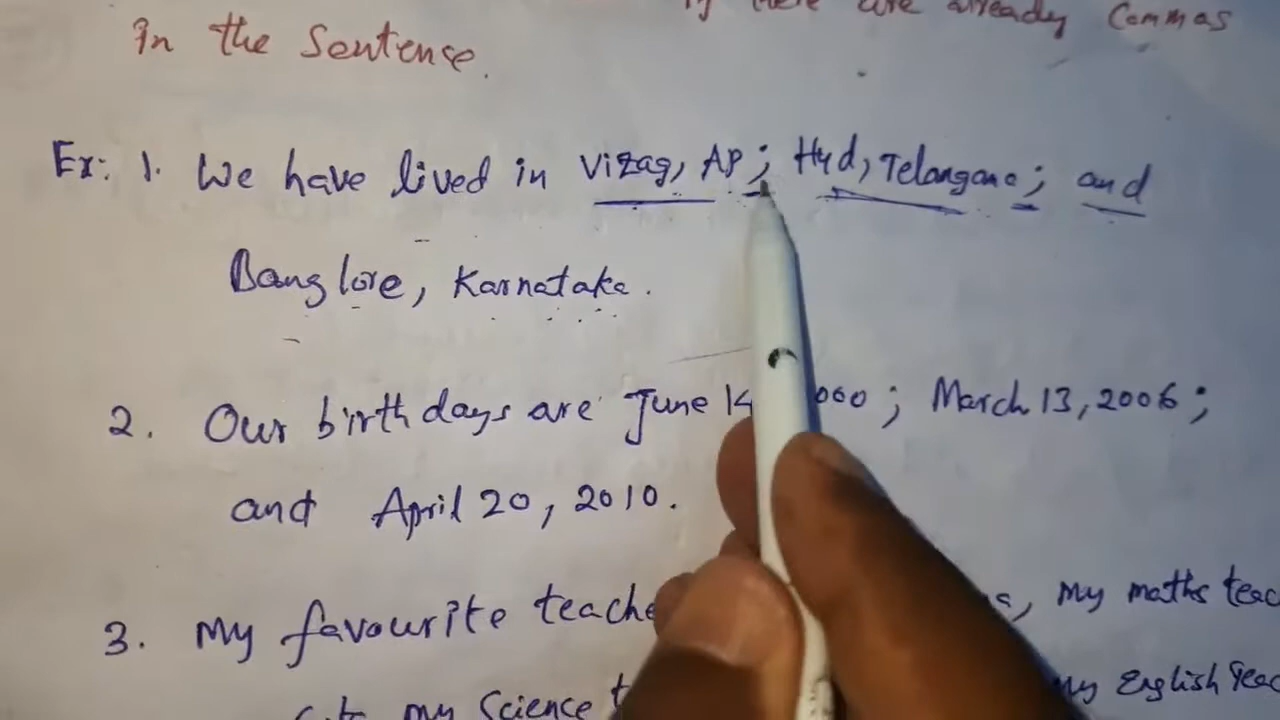 If there are already Commas
In the Sentence.
Ex: 1. We have lived in Vizag, AP; Hyd, Telangana; and
Banglore, Karnataka.
2. Our birthdays are June 14 000; March 13, 2006;
and April 20, 2010.
3. My favourite teache , my maths teac
my Science t my English teac